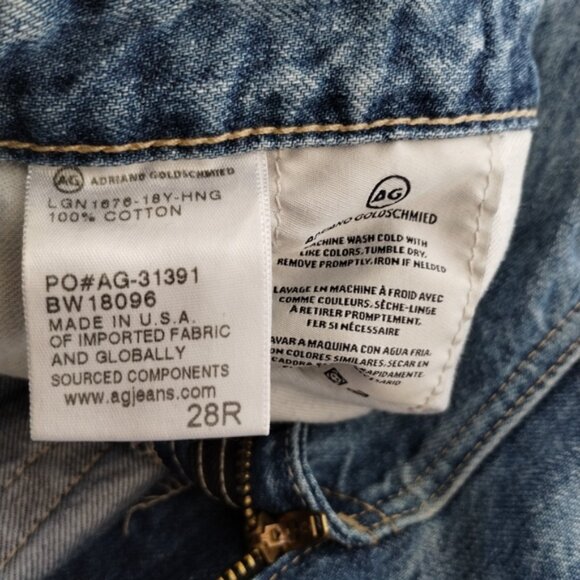 AG ADRIANO GOLDSCHMIED
LGN1678-18Y-HNG
100% COTTON
PO#AG-31391
BW18096
MADE IN U.S.A.
OF IMPORTED FABRIC
AND GLOBALLY
SOURCED COMPONENTS
www.agjeans.com
28R
AG
ADRIANO GOLDSCHMIED
MACHINE WASH COLD WITH
LIKE COLORS. TUMBLE DRY.
REMOVE PROMPTLY. IRON IF NEEDED
LAVAGE EN MACHINE À FROID AVEC
COMME COULEURS. SÈCHE-LINGE
À RETIRER PROMPTEMENT.
FER SI NÉCESSAIRE
LAVAR A MAQUINA CON AGUA FRIA
CON COLORES SIMILARES. SECAR EN
RAPIDAMENTE